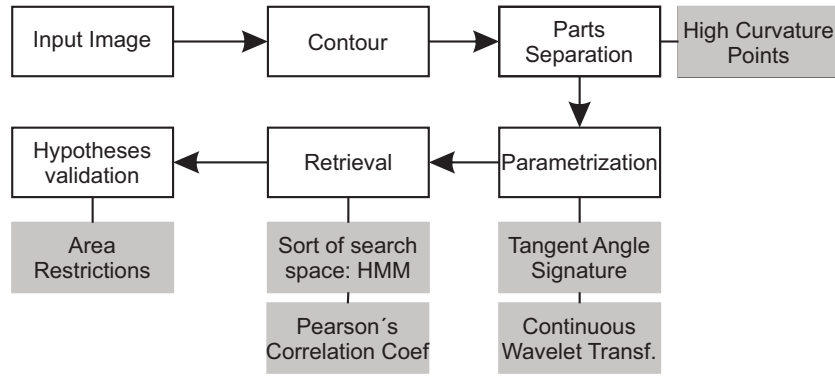 Input Image
Contour
Parts
Separation
High Curvature
Points
Hypotheses
validation
Retrieval
Parametrization
Area
Restrictions
Sort of search
space: HMM
Tangent Angle
Signature
Pearson´s
Correlation Coef
Continuous
Wavelet Transf.